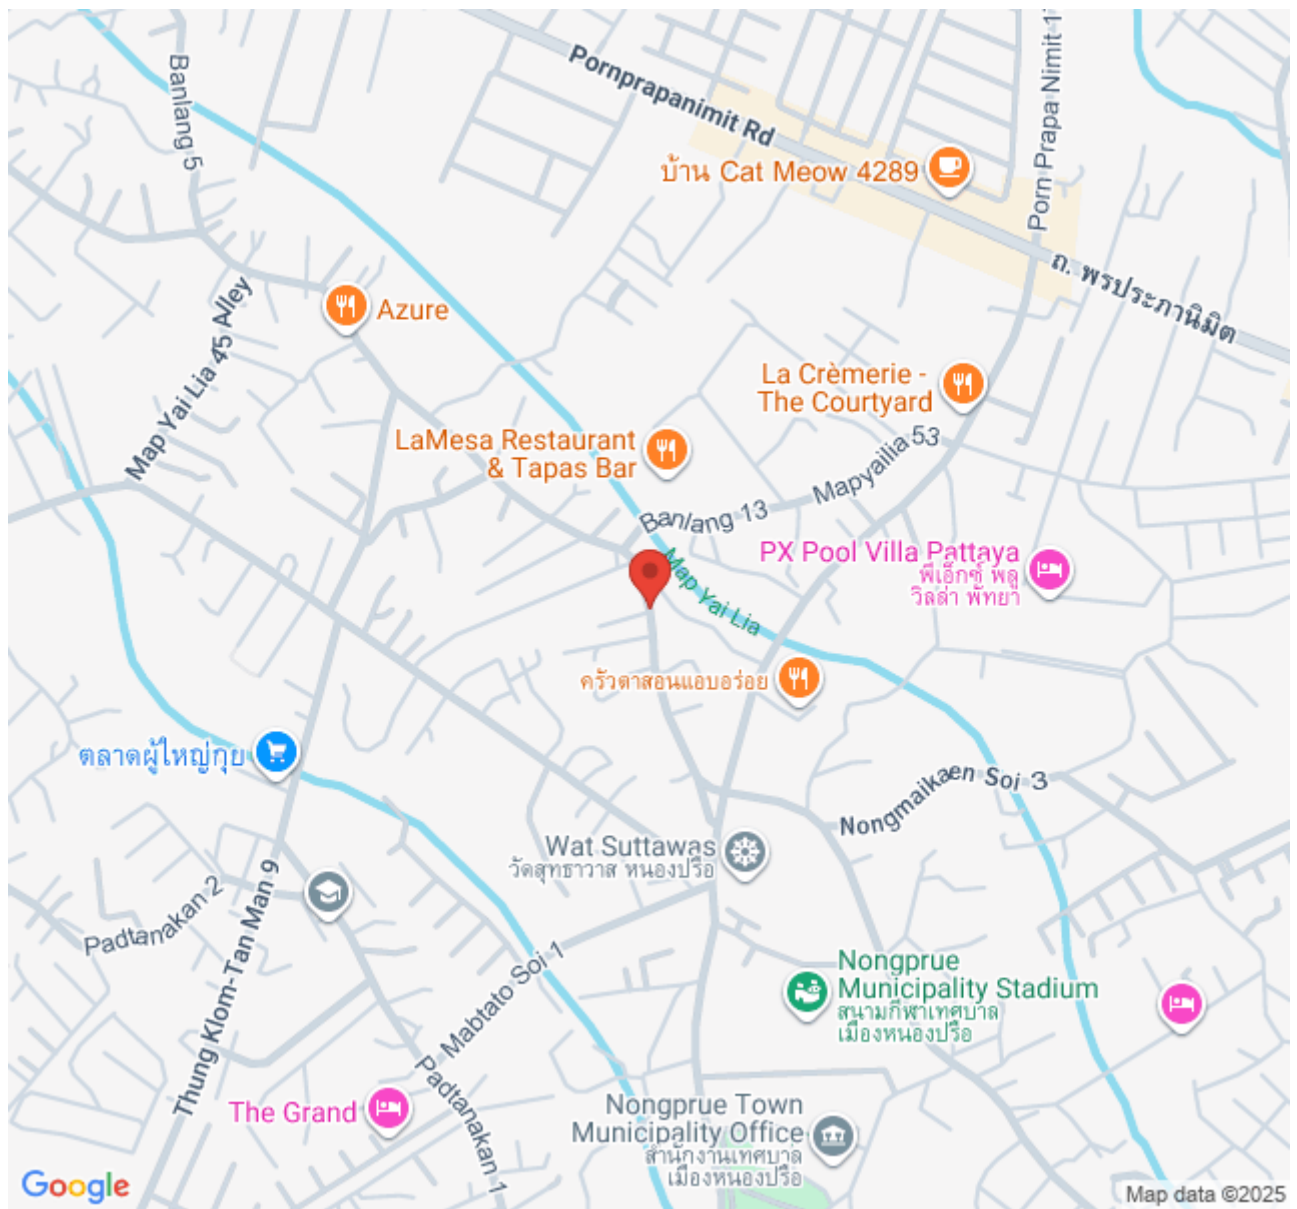 Banlang 5
Pornprapanimit Rd
Porn Prapa Nimit 1
บ้าน Cat Meow 4289
ถ. พรประภานิมิต
Map Yai Lia 45 Alley
Azure
La Crèmerie -
The Courtyard
LaMesa Restaurant
& Tapas Bar
Banlang 13
Mapyailia 53
Map Yai Lia
PX Pool Villa Pattaya
พีเอ็กซ์ พลู
วิลล่า พัทยา
ครัวตาสอนแอบอร่อย
ตลาดผู้ใหญ่กุย
Nongmaikaen Soi 3
Wat Suttawas
วัดสุทธาวาส หนองปรือ
Padtanakan 2
Thung Klom-Tan Man 9
Mabtato Soi 1
Nongprue
Municipality Stadium
สนามกีฬาเทศบาล
เมืองหนองปรือ
Padtanakan 1
The Grand
Nongprue Town
Municipality Office
สำนักงานเทศบาล
เมืองหนองปรือ
Google
Map data ©2025